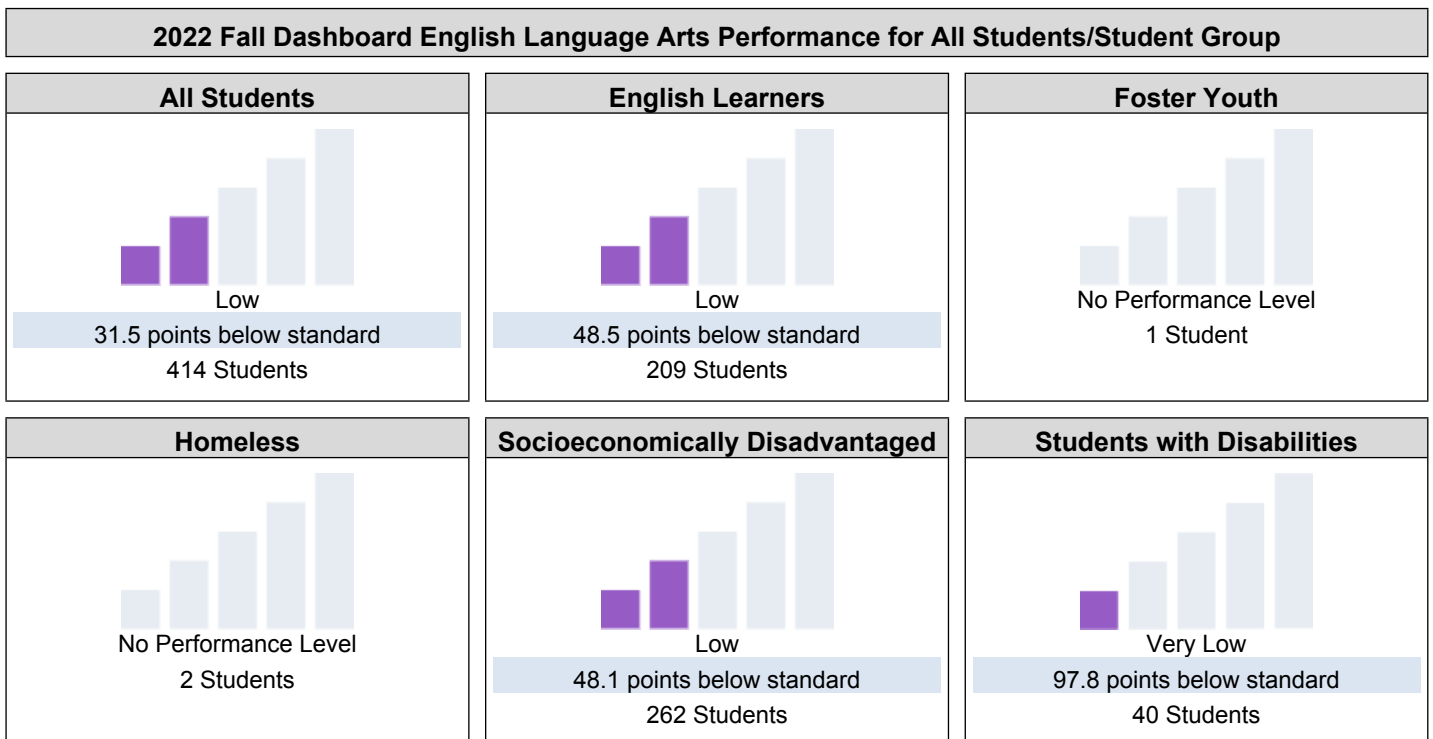 2022 Fall Dashboard English Language Arts Performance for All Students/Student Group
All Students
Low
31.5 points below standard
414 Students
English Learners
Low
48.5 points below standard
209 Students
Foster Youth
No Performance Level
1 Student
Homeless
No Performance Level
2 Students
Socioeconomically Disadvantaged
Low
48.1 points below standard
262 Students
Students with Disabilities
Very Low
97.8 points below standard
40 Students